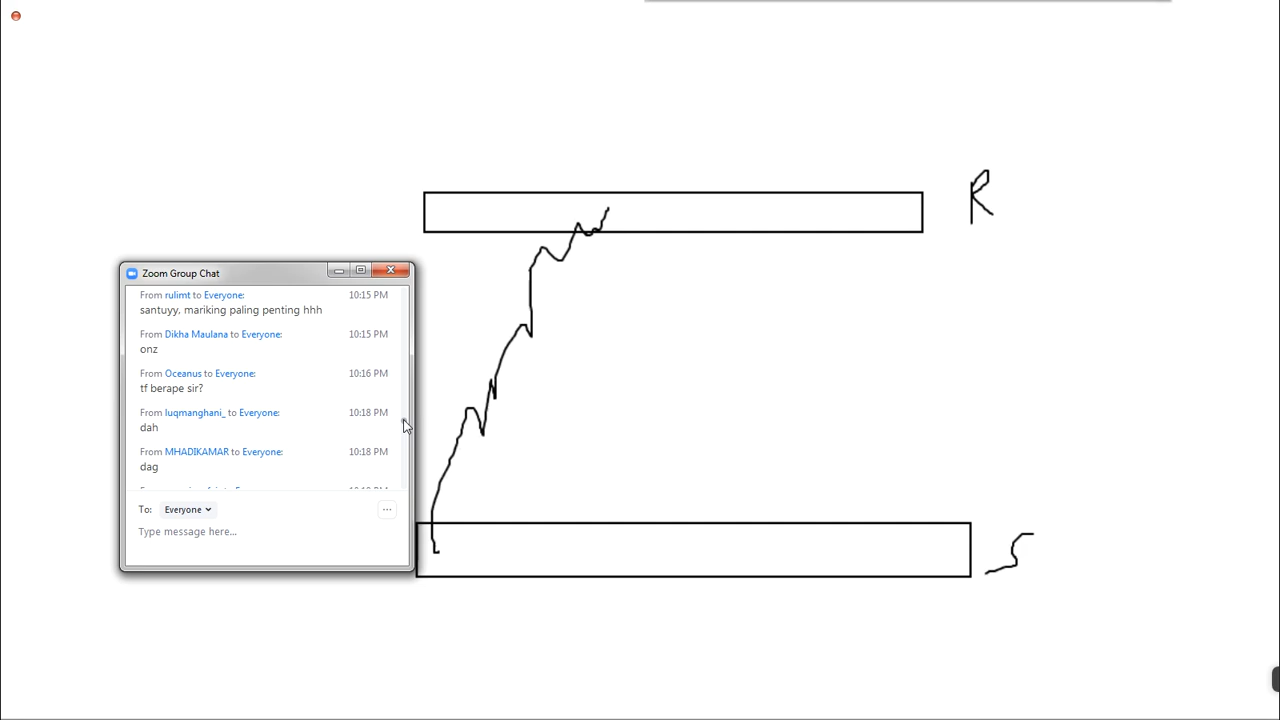 R
Zoom Group Chat
From rulimt to Everyone: 10:15 PM
santuyy, mariking paling penting hhh
From Dikha Maulana to Everyone: 10:15 PM
onz
From Oceanus to Everyone: 10:16 PM
tf berape sir?
From luqmanghani_ to Everyone: 10:18 PM
dah
From MHADIKAMAR to Everyone: 10:18 PM
dag
To: Everyone
Type message here...
S